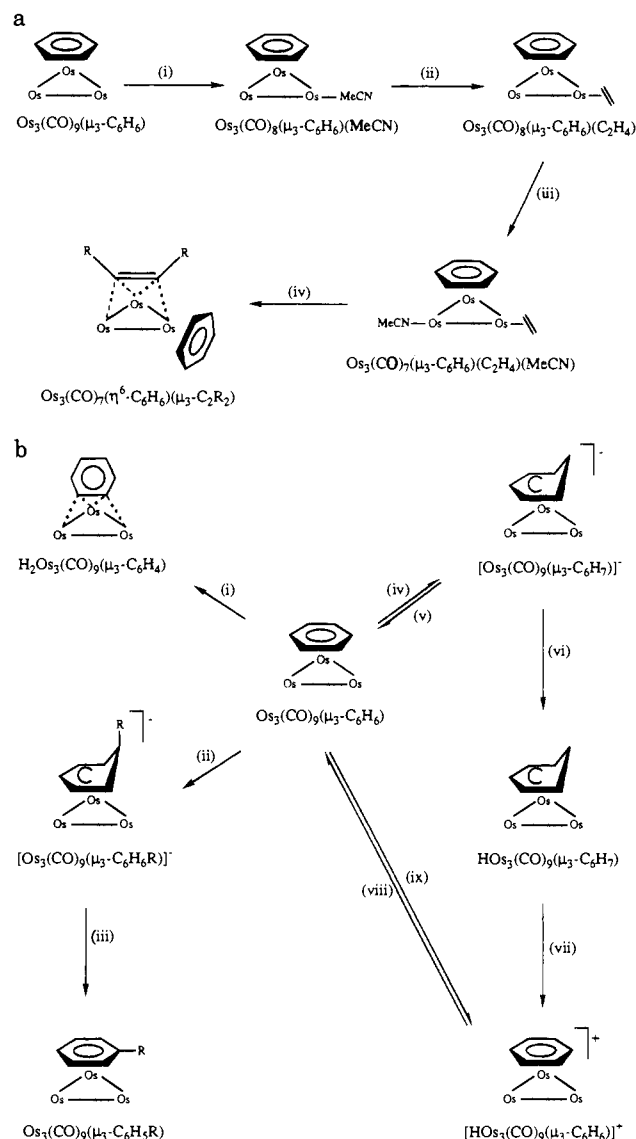 a
Os Os Os
(i)
Os Os Os—MeCN
(ii)
Os Os Os
Os₃(CO)₉(μ₃-C₆H₆)
Os₃(CO)₈(μ₃-C₆H₆)(MeCN)
Os₃(CO)₈(μ₃-C₆H₆)(C₂H₄)
(iii)
R R
Os Os Os
(iv)
Os
MeCN—Os Os
Os₃(CO)₇(μ₃-C₆H₆)(C₂H₄)(MeCN)
Os₃(CO)₇(η⁶-C₆H₆)(μ₃-C₂R₂)
b
Os Os Os
H₂Os₃(CO)₉(μ₃-C₆H₄)
-
Os Os Os
[Os₃(CO)₉(μ₃-C₆H₇)]⁻
(i)
(iv)
(v)
Os Os Os
Os₃(CO)₉(μ₃-C₆H₆)
(vi)
R -
Os Os Os
[Os₃(CO)₉(μ₃-C₆H₆R)]⁻
(ii)
Os Os Os
HOs₃(CO)₉(μ₃-C₆H₇)
(viii)
(ix)
(iii)
(vii)
R
Os Os Os
Os₃(CO)₉(μ₃-C₆H₅R)
+
Os Os Os
[HOs₃(CO)₉(μ₃-C₆H₆)]⁺